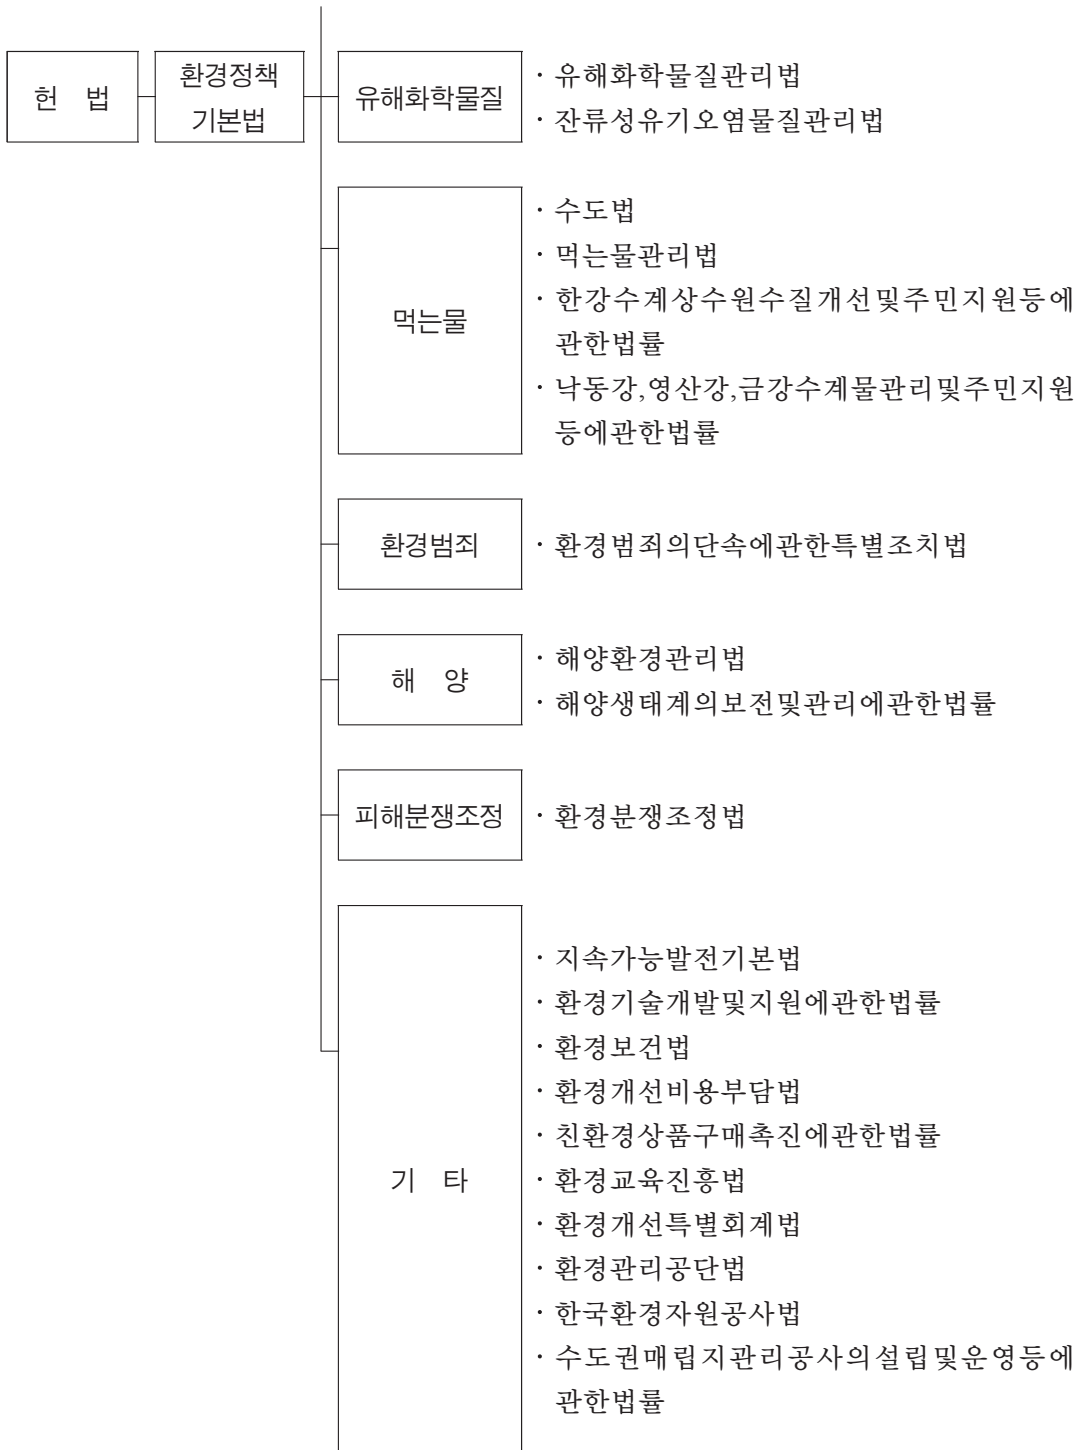 헌 법
환경정책
기본법
유해화학물질
· 유해화학물질관리법
· 잔류성유기오염물질관리법
먹는물
· 수도법
· 먹는물관리법
· 한강수계상수원수질개선및주민지원등에
관한법률
· 낙동강,영산강,금강수계물관리및주민지원
등에관한법률
환경범죄
· 환경범죄의단속에관한특별조치법
해 양
· 해양환경관리법
· 해양생태계의보전및관리에관한법률
피해분쟁조정
· 환경분쟁조정법
기 타
· 지속가능발전기본법
· 환경기술개발및지원에관한법률
· 환경보건법
· 환경개선비용부담법
· 친환경상품구매촉진에관한법률
· 환경교육진흥법
· 환경개선특별회계법
· 환경관리공단법
· 한국환경자원공사법
· 수도권매립지관리공사의설립및운영등에
관한법률